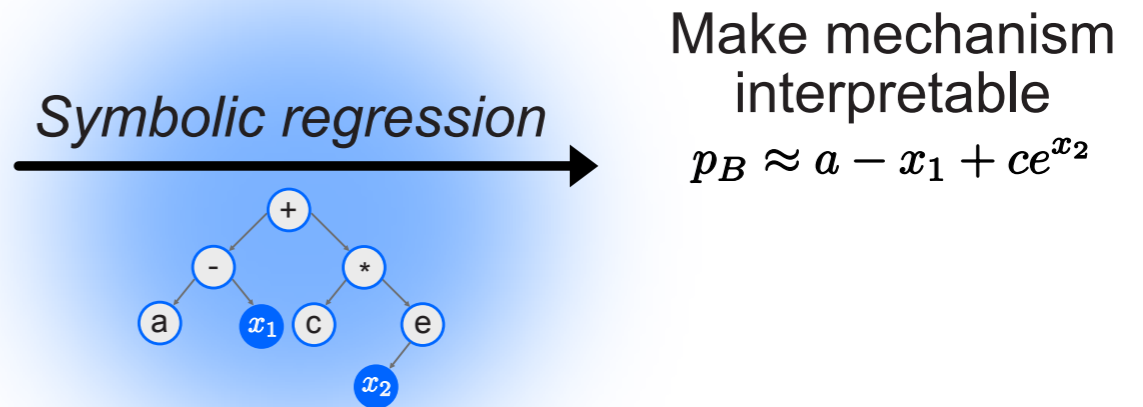 Make mechanism
interpretable
Symbolic regression
p_B ≈ a − x_1 + ce^{x_2}
+
- *
a x_1 c e
x_2